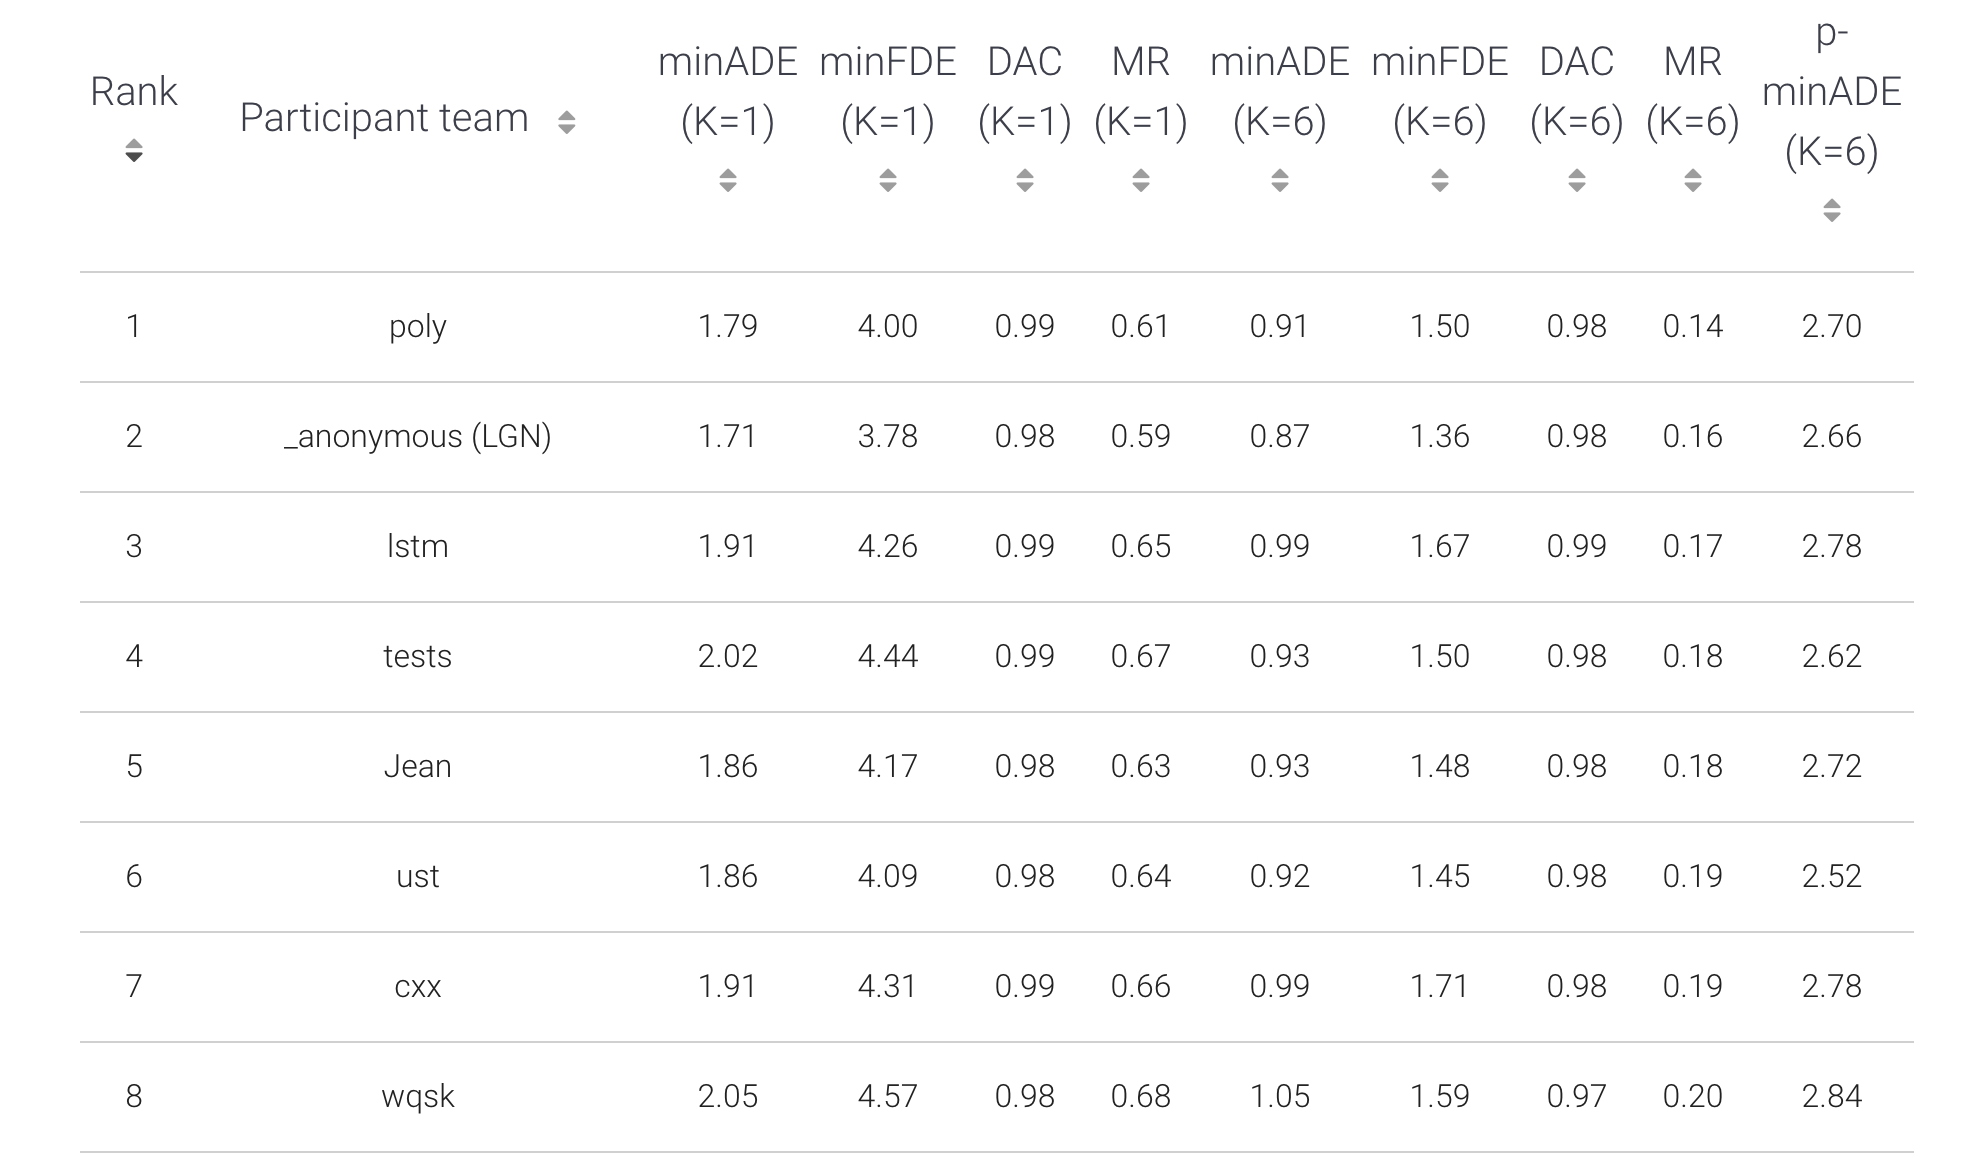 Rank Participant team minADE (K=1) minFDE (K=1) DAC (K=1) MR (K=1) minADE (K=6) minFDE (K=6) DAC (K=6) MR (K=6) p-minADE (K=6)
1 poly 1.79 4.00 0.99 0.61 0.91 1.50 0.98 0.14 2.70
2 _anonymous (LGN) 1.71 3.78 0.98 0.59 0.87 1.36 0.98 0.16 2.66
3 lstm 1.91 4.26 0.99 0.65 0.99 1.67 0.99 0.17 2.78
4 tests 2.02 4.44 0.99 0.67 0.93 1.50 0.98 0.18 2.62
5 Jean 1.86 4.17 0.98 0.63 0.93 1.48 0.98 0.18 2.72
6 ust 1.86 4.09 0.98 0.64 0.92 1.45 0.98 0.19 2.52
7 cxx 1.91 4.31 0.99 0.66 0.99 1.71 0.98 0.19 2.78
8 wqsk 2.05 4.57 0.98 0.68 1.05 1.59 0.97 0.20 2.84